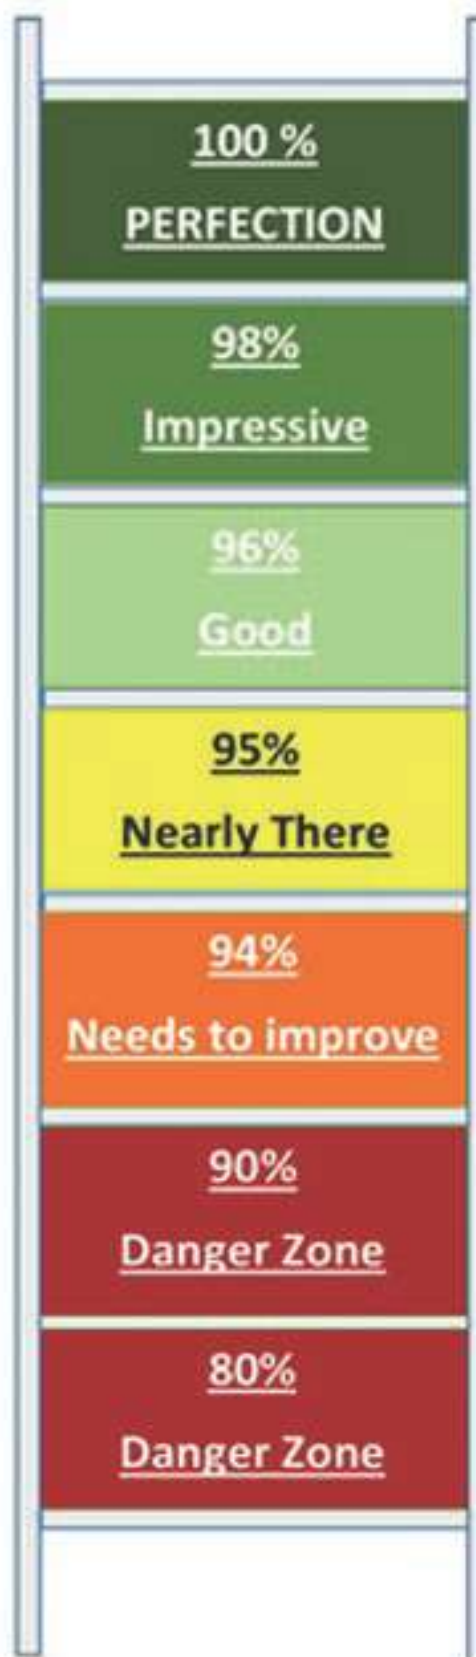 100 %
PERFECTION
98%
Impressive
96%
Good
95%
Nearly There
94%
Needs to improve
90%
Danger Zone
80%
Danger Zone